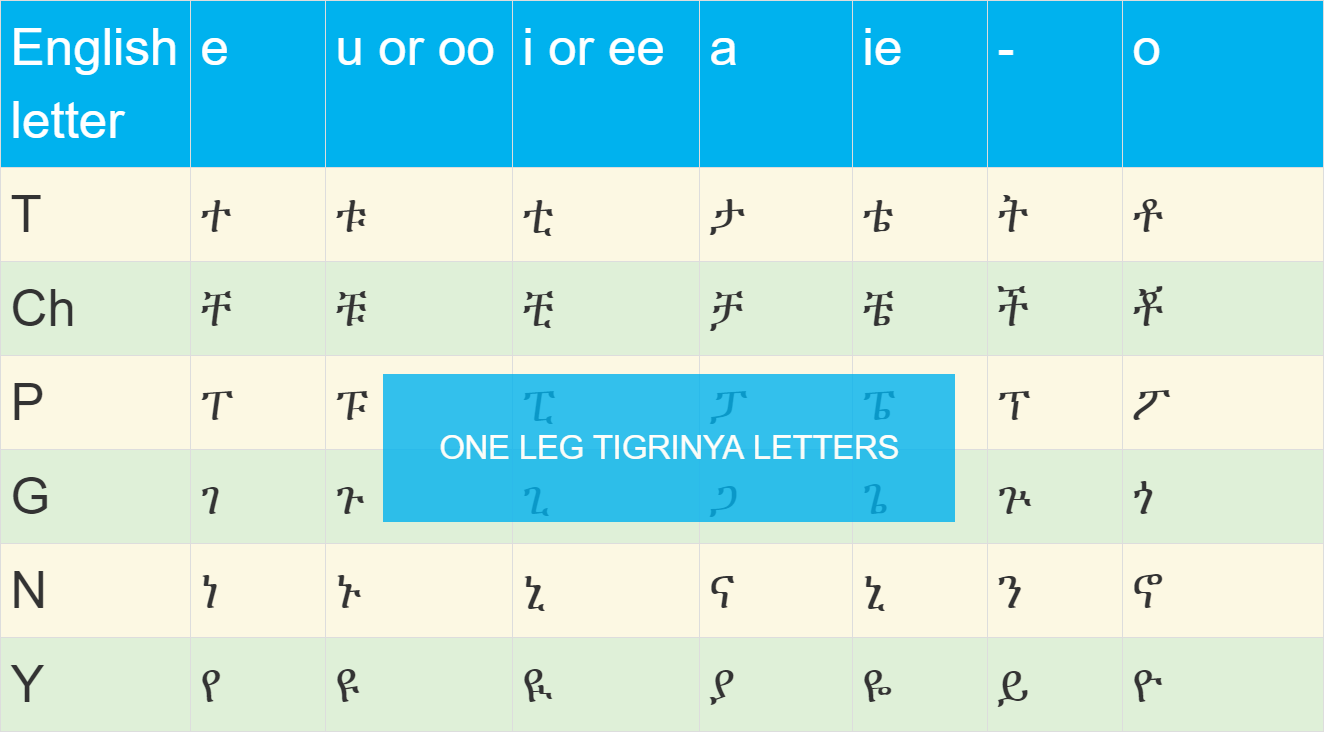 English letter e u or oo i or ee a ie - o
T ተ ቱ ቲ ታ ቴ ት ቶ
Ch ቸ ቹ ቺ ቻ ቼ ች ቾ
P ፐ ፑ ፒ ፓ ፔ ፕ ፖ
ONE LEG TIGRINYA LETTERS
G ገ ጉ ጊ ጋ ጌ ጕ ጎ
N ነ ኑ ኒ ና ኒ ን ኖ
Y የ ዩ ዪ ያ ዬ ይ ዮ